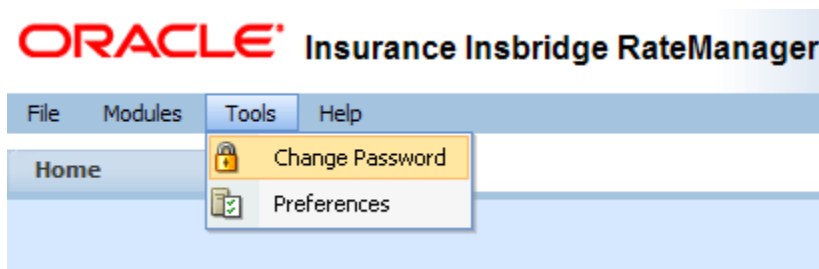 ORACLE Insurance Insbridge RateManager
File Modules Tools Help
Home
Change Password
Preferences